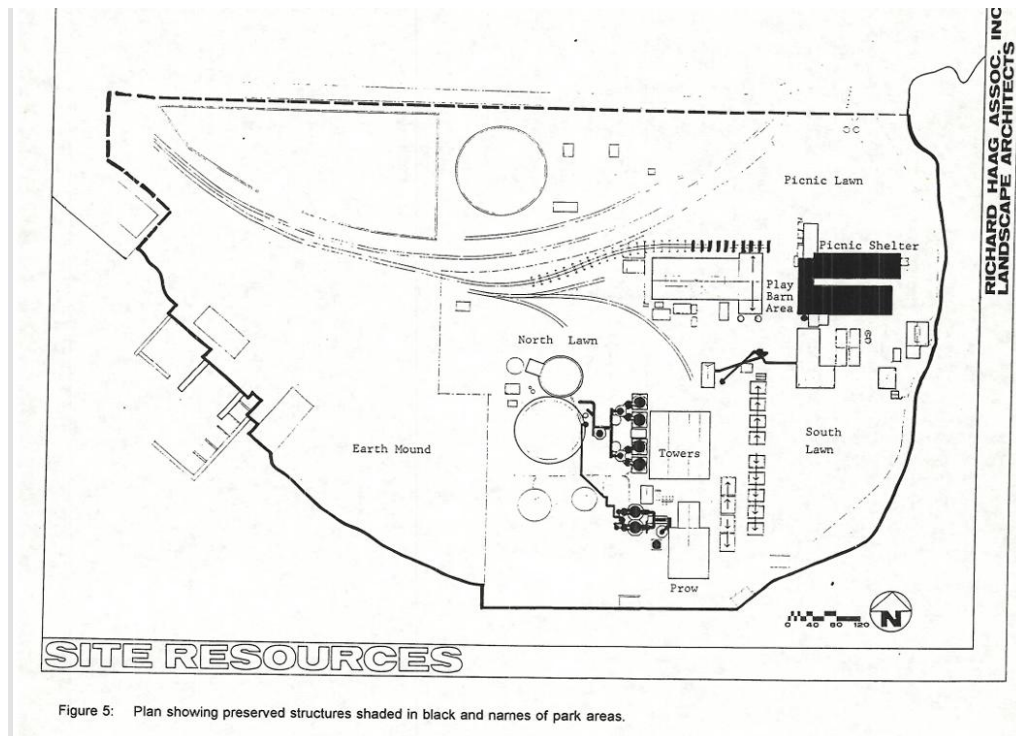 RICHARD HAAG ASSOC. INC
LANDSCAPE ARCHITECTS
Picnic Lawn
Picnic Shelter
Play
Barn
Area
North Lawn
Earth Mound
Towers
South
Lawn
Prow
0 40 80 120
N
SITE RESOURCES
Figure 5: Plan showing preserved structures shaded in black and names of park areas.